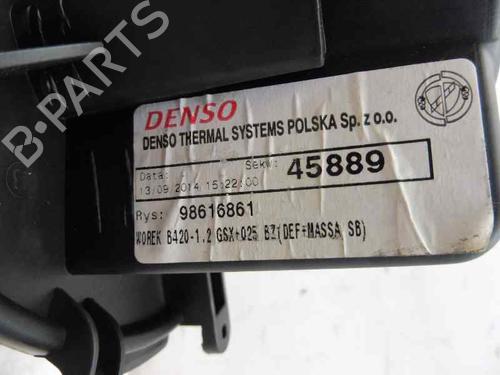 B-PARTS
DENSO
DENSO THERMAL SYSTEMS POLSKA Sp. z o.o.
Data: Sekw: 45889
13/09/2014 15:22:00
Rys: 98616861
WOREK B420-1.2 GSX+025 BZ(DEF=MASSA SB)